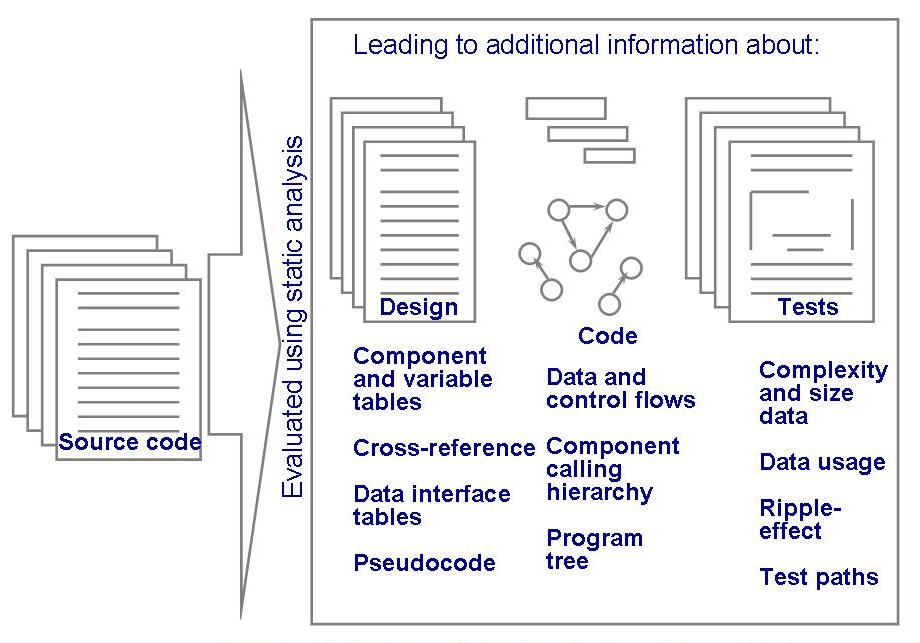 Leading to additional information about:
Evaluated using static analysis
Source code
Design
Component
and variable
tables
Cross-reference
Data interface
tables
Pseudocode
Code
Data and
control flows
Component
calling
hierarchy
Program
tree
Tests
Complexity
and size
data
Data usage
Ripple-
effect
Test paths